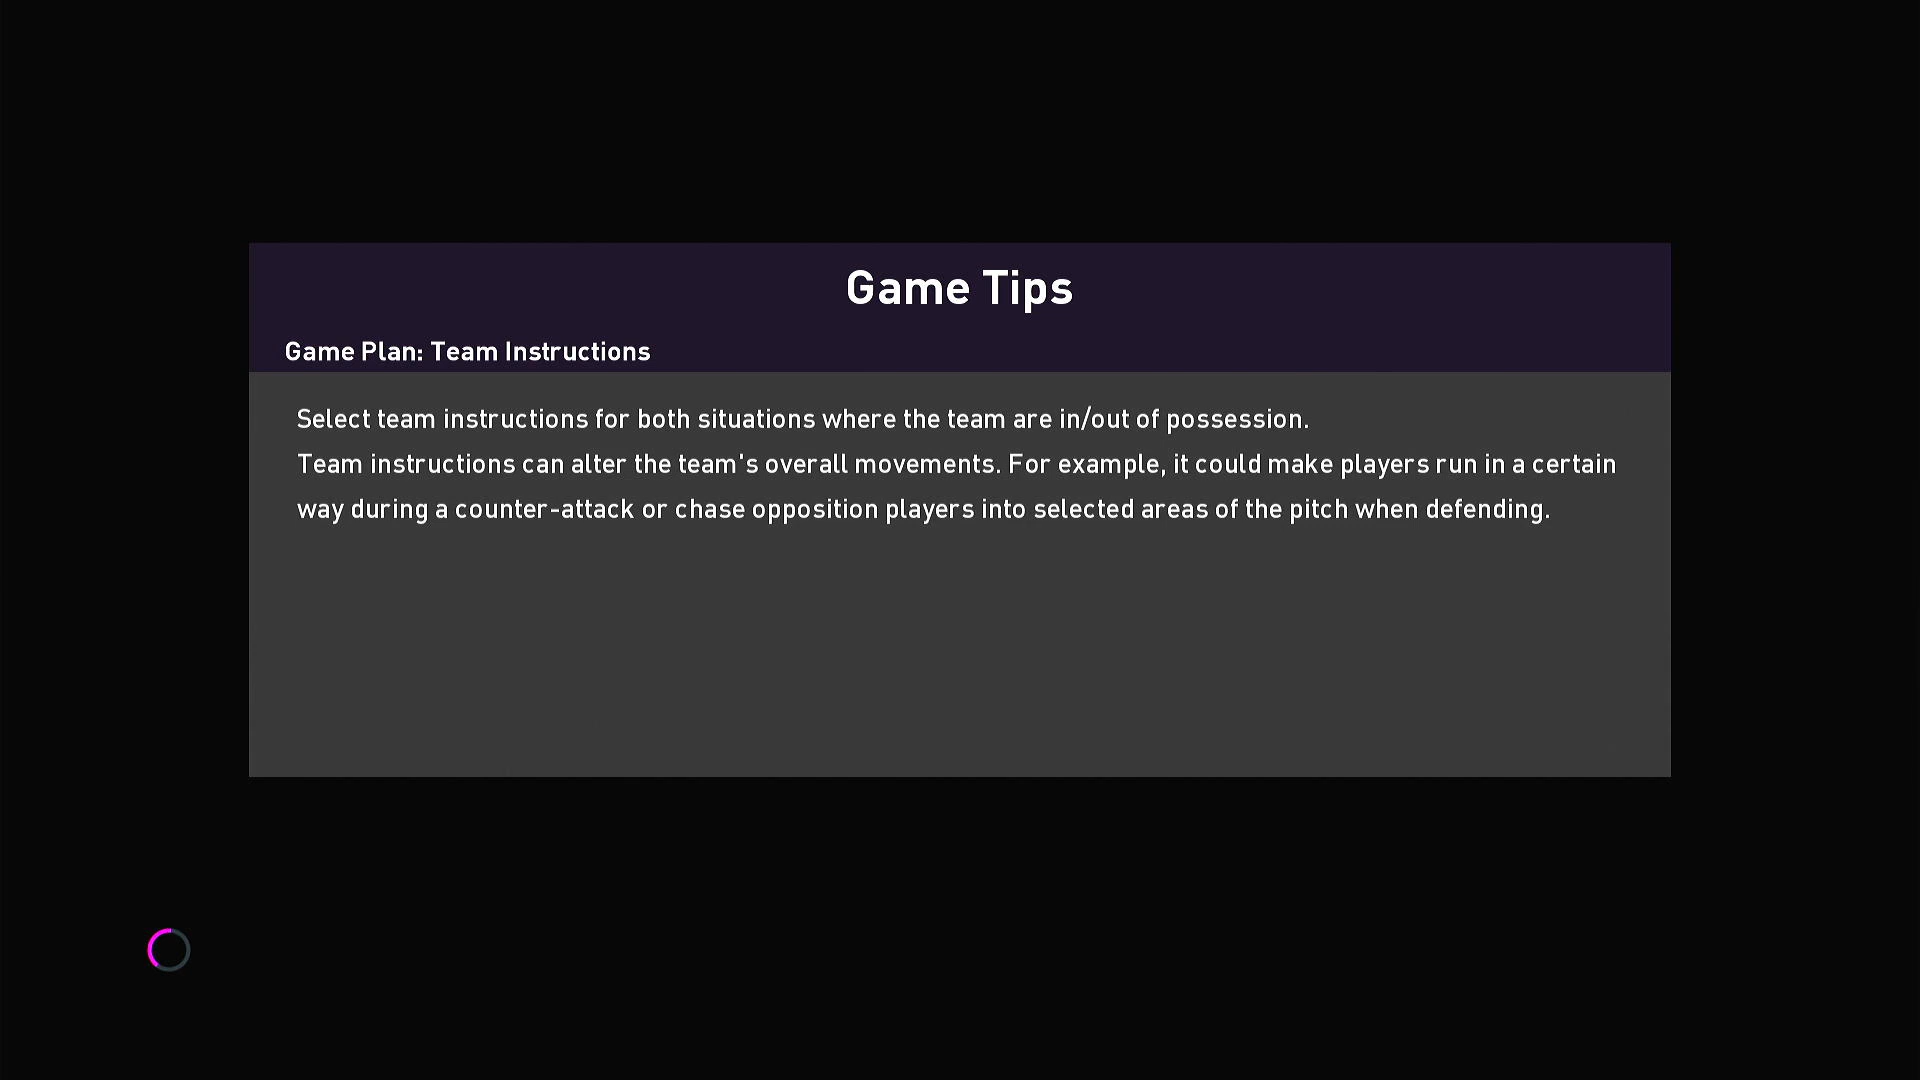 Game Tips
Game Plan: Team Instructions
Select team instructions for both situations where the team are in/out of possession.
Team instructions can alter the team's overall movements. For example, it could make players run in a certain
way during a counter-attack or chase opposition players into selected areas of the pitch when defending.